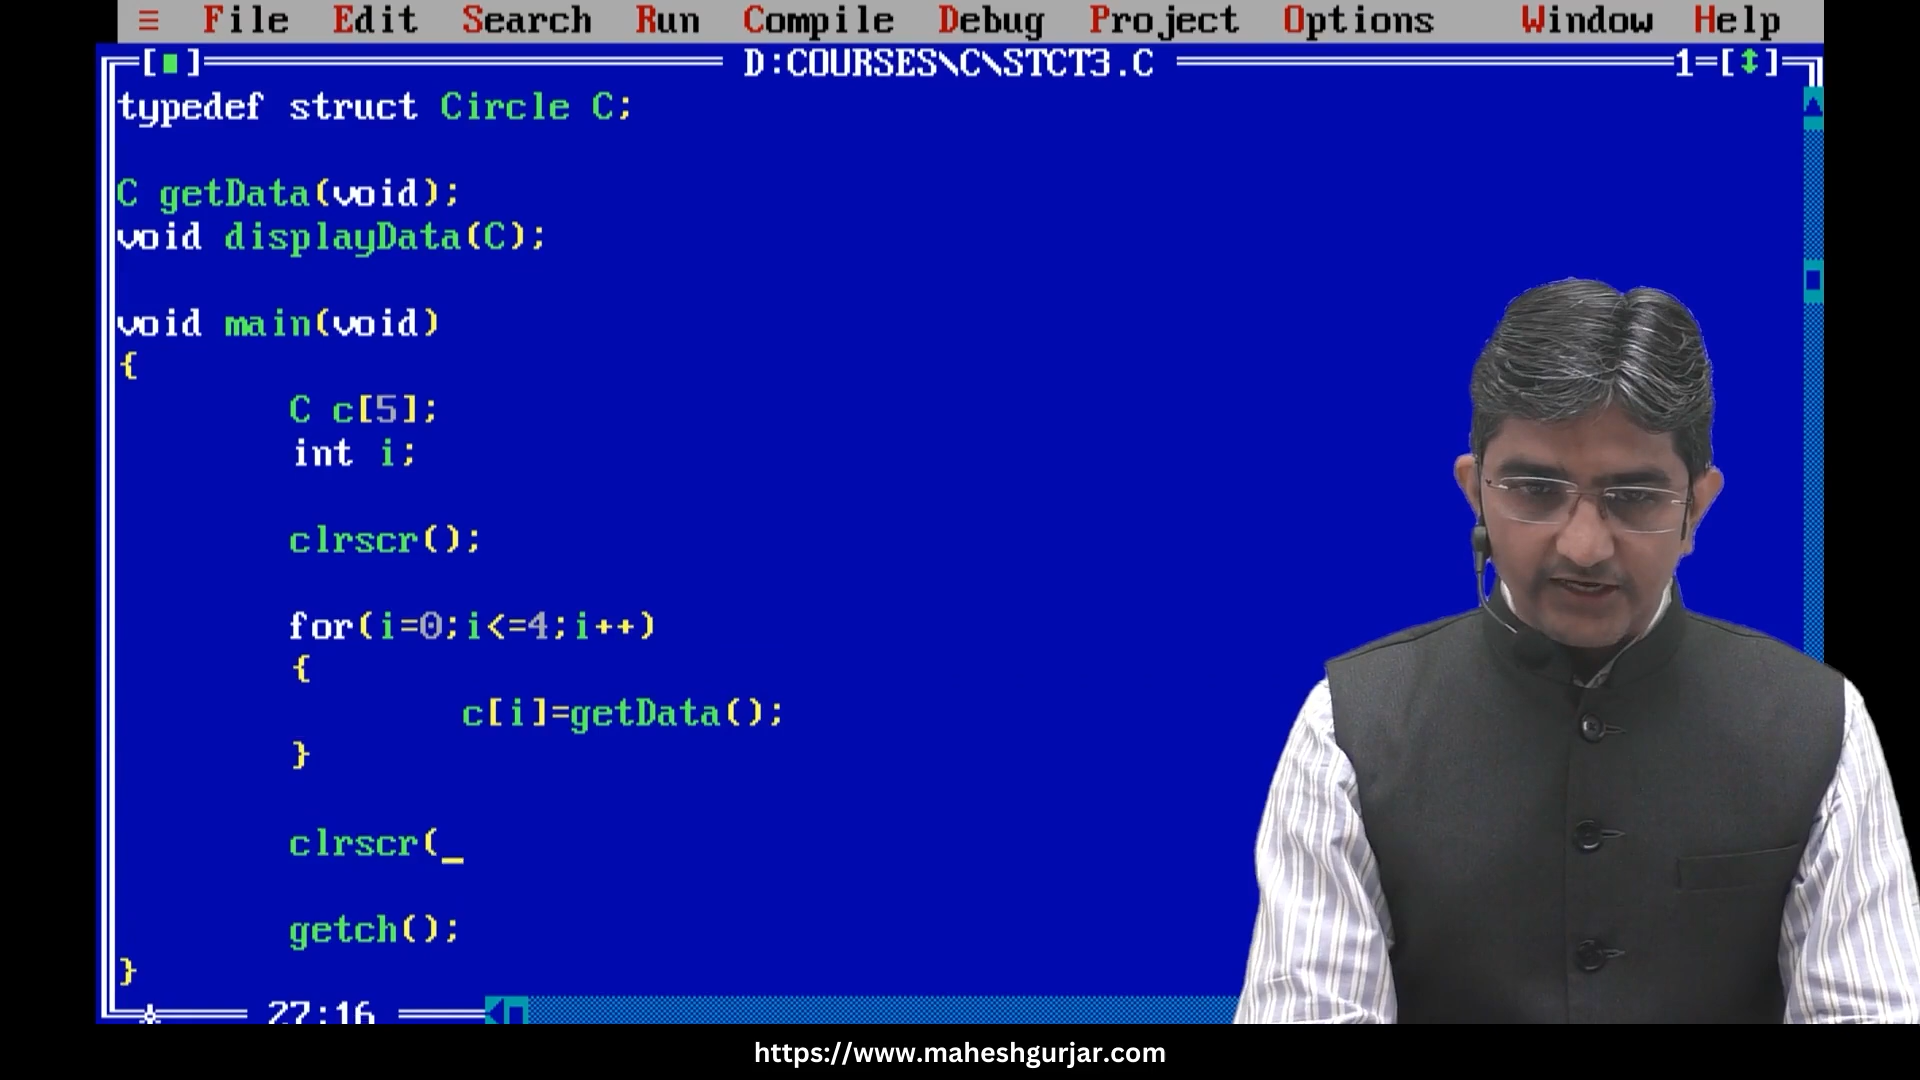 ≡ File Edit Search Run Compile Debug Project Options Window Help
[■] D:COURSES\C\STCT3.C 1=[↕]
typedef struct Circle C;
C getData(void);
void displayData(C);
void main(void)
{
C c[5];
int i;
clrscr();
for(i=0;i<=4;i++)
{
c[i]=getData();
}
clrscr(_
getch();
}
27:16
https://www.maheshgurjar.com